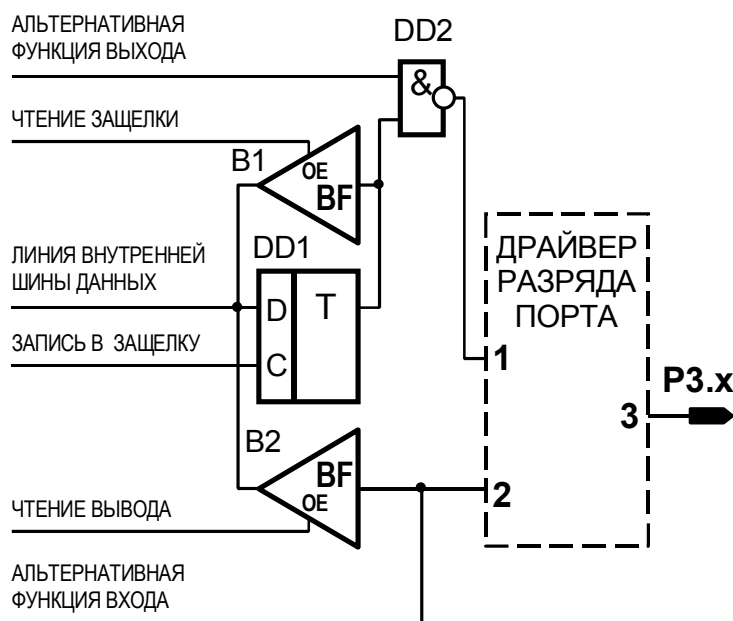 АЛЬТЕРНАТИВНАЯ
ФУНКЦИЯ ВЫХОДА
DD2
&
ЧТЕНИЕ ЗАЩЕЛКИ
B1
OE
BF
DD1
ЛИНИЯ ВНУТРЕННЕЙ
ШИНЫ ДАННЫХ
D
T
ЗАПИСЬ В ЗАЩЕЛКУ
C
ДРАЙВЕР
РАЗРЯДА
ПОРТА
1
P3.x
3
B2
BF
OE
2
ЧТЕНИЕ ВЫВОДА
АЛЬТЕРНАТИВНАЯ
ФУНКЦИЯ ВХОДА